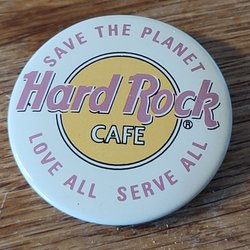 SAVE THE PLANET
Hard Rock
®
CAFE
LOVE ALL SERVE ALL